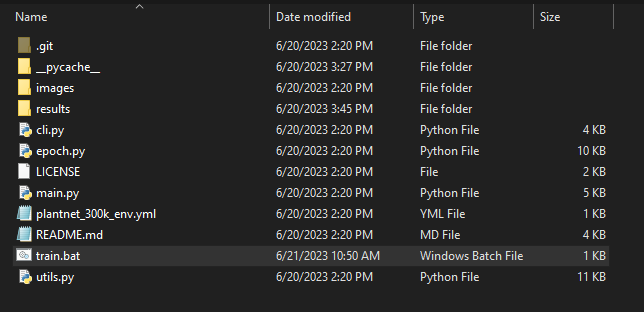 Name Date modified Type Size
.git 6/20/2023 2:20 PM File folder
__pycache__ 6/20/2023 3:27 PM File folder
images 6/20/2023 2:20 PM File folder
results 6/20/2023 3:45 PM File folder
cli.py 6/20/2023 2:20 PM Python File 4 KB
epoch.py 6/20/2023 2:20 PM Python File 10 KB
LICENSE 6/20/2023 2:20 PM File 2 KB
main.py 6/20/2023 2:20 PM Python File 5 KB
plantnet_300k_env.yml 6/20/2023 2:20 PM YML File 1 KB
README.md 6/20/2023 2:20 PM MD File 4 KB
train.bat 6/21/2023 10:50 AM Windows Batch File 1 KB
utils.py 6/20/2023 2:20 PM Python File 11 KB